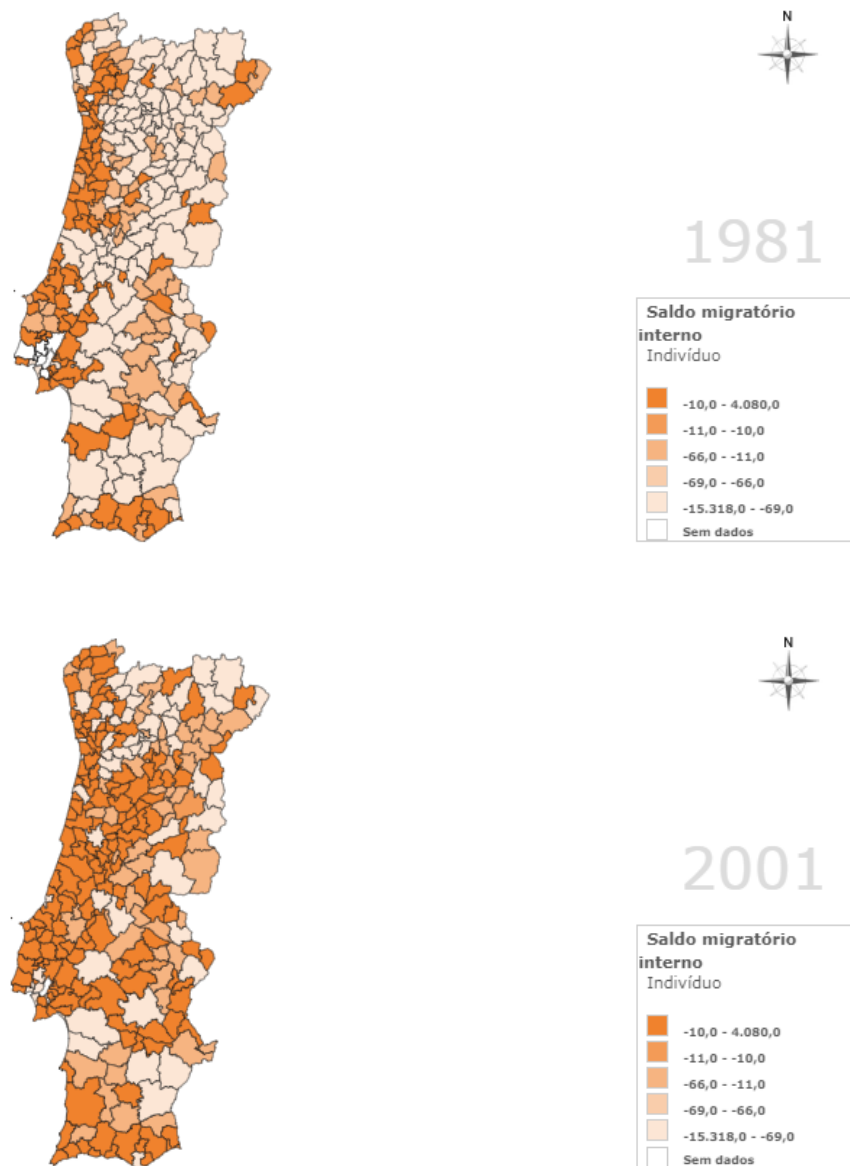 N
1981
Saldo migratório
interno
Indivíduo
-10,0 - 4.080,0
-11,0 - -10,0
-66,0 - -11,0
-69,0 - -66,0
-15.318,0 - -69,0
Sem dados
N
2001
Saldo migratório
interno
Indivíduo
-10,0 - 4.080,0
-11,0 - -10,0
-66,0 - -11,0
-69,0 - -66,0
-15.318,0 - -69,0
Sem dados